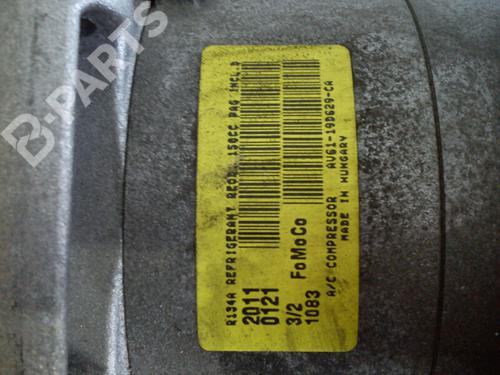 R134A REFRIGERANT REQD. 150CC PAG INCL.D
2011
0121
3/2 FoMoCo
1083
A/C COMPRESSOR AV61-19D629-CA
MADE IN HUNGARY
B-PARTS